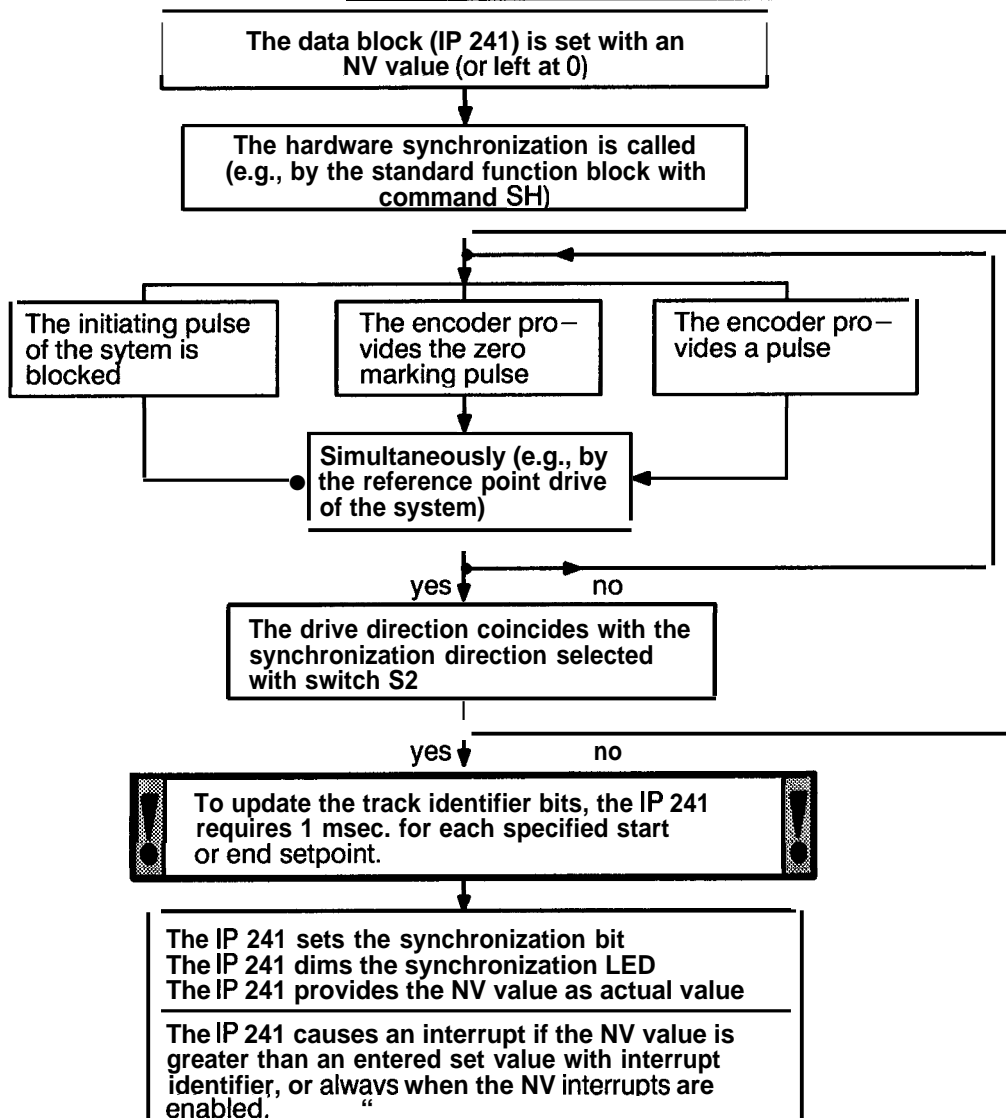 The data block (IP 241) is set with an
NV value (or left at 0)
The hardware synchronization is called
(e.g., by the standard function block with
command SH)
The initiating pulse
of the sytem is
blocked
The encoder pro–
vides the zero
marking pulse
The encoder pro–
vides a pulse
Simultaneously (e.g., by
the reference point drive
of the system)
yes no
The drive direction coincides with the
synchronization direction selected
with switch S2
yes no
! To update the track identifier bits, the IP 241 !
requires 1 msec. for each specified start
or end setpoint.
The IP 241 sets the synchronization bit
The IP 241 dims the synchronization LED
The IP 241 provides the NV value as actual value
The IP 241 causes an interrupt if the NV value is
greater than an entered set value with interrupt
identifier, or always when the NV interrupts are
enabled. “